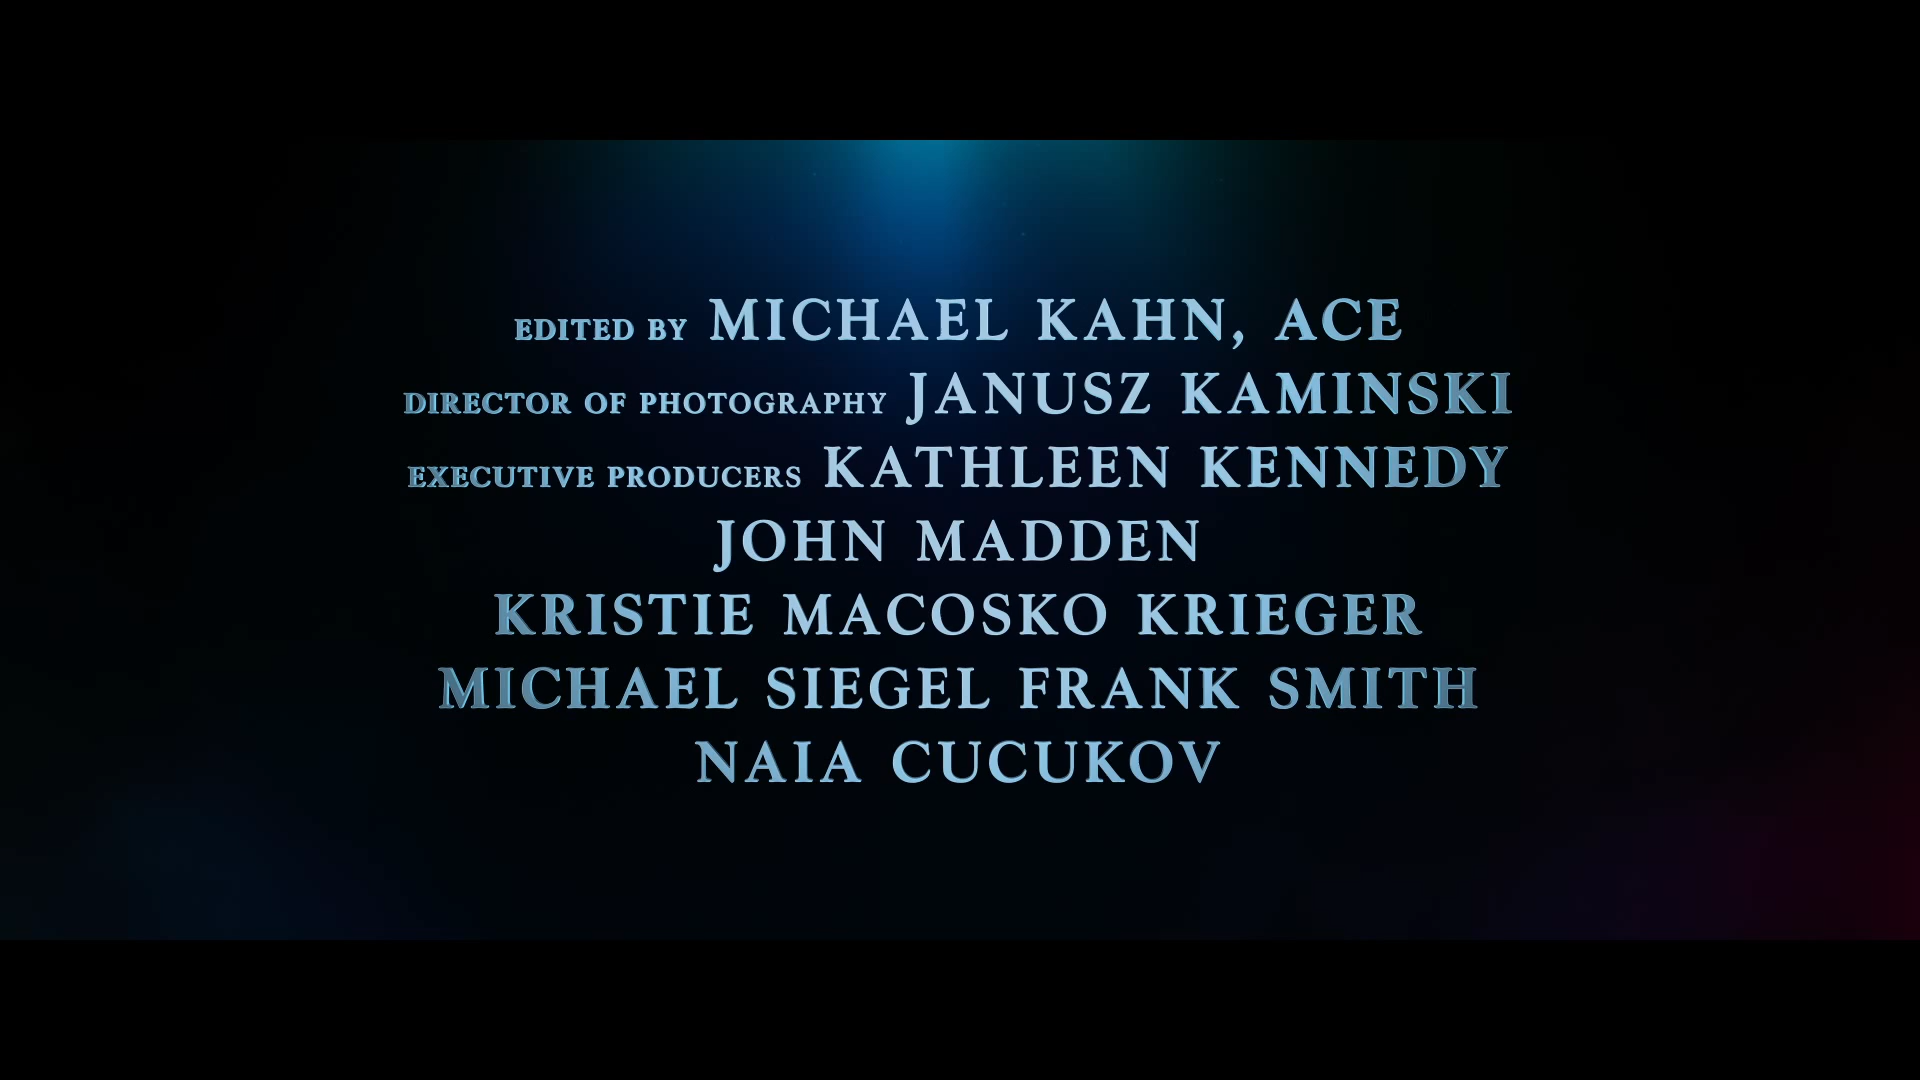 EDITED BY MICHAEL KAHN, ACE
DIRECTOR OF PHOTOGRAPHY JANUSZ KAMINSKI
EXECUTIVE PRODUCERS KATHLEEN KENNEDY
JOHN MADDEN
KRISTIE MACOSKO KRIEGER
MICHAEL SIEGEL FRANK SMITH
NAIA CUCUKOV